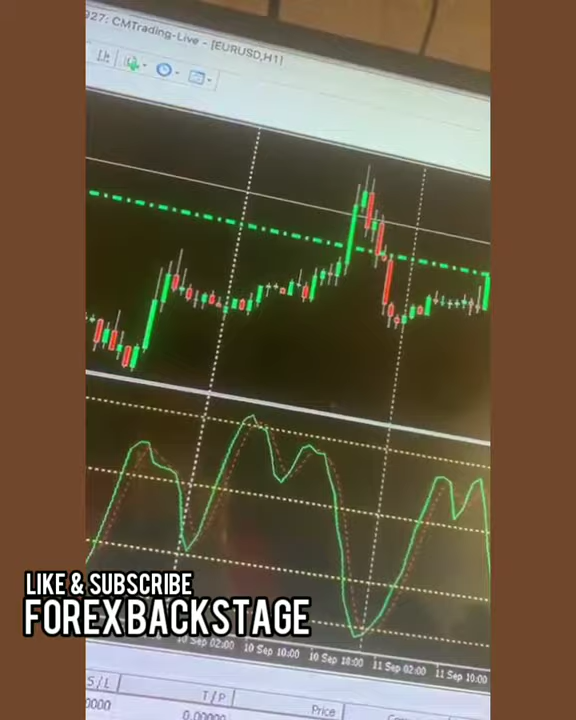 927: CMTrading-Live - [EURUSD,H1]
LIKE & SUBSCRIBE
FOREXBACKSTAGE
10 Sep 02:00 10 Sep 10:00 10 Sep 18:00 11 Sep 02:00 11 Sep 10:00
S/L T/P Price
0000 0.00000